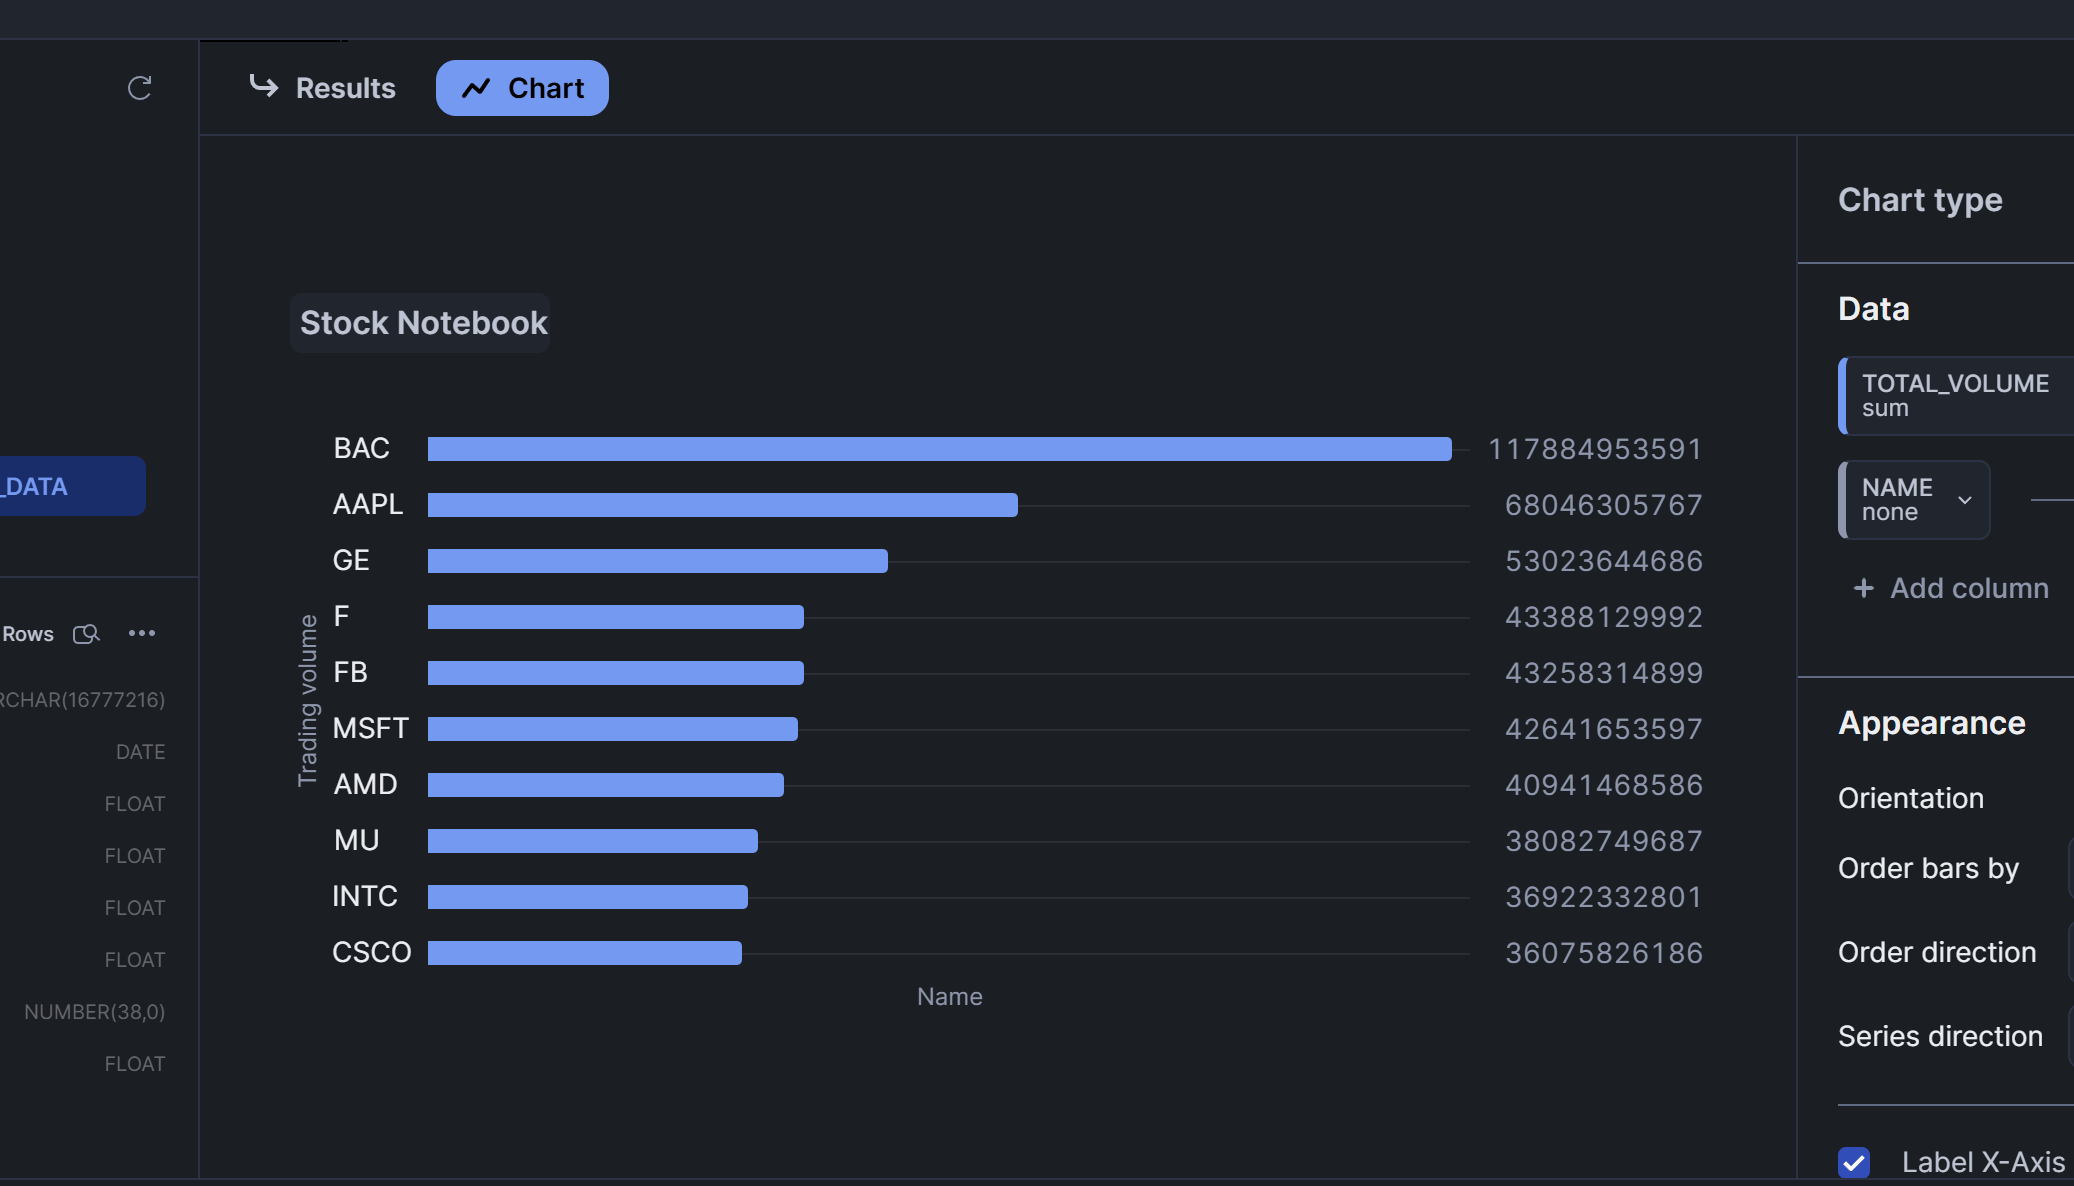 Results
Chart
_DATA
Rows
RCHAR(16777216)
DATE
FLOAT
FLOAT
FLOAT
FLOAT
NUMBER(38,0)
FLOAT
Stock Notebook
Trading volume
BAC 117884953591
AAPL 68046305767
GE 53023644686
F 43388129992
FB 43258314899
MSFT 42641653597
AMD 40941468586
MU 38082749687
INTC 36922332801
CSCO 36075826186
Name
Chart type
Data
TOTAL_VOLUME
sum
NAME
none
+ Add column
Appearance
Orientation
Order bars by
Order direction
Series direction
Label X-Axis